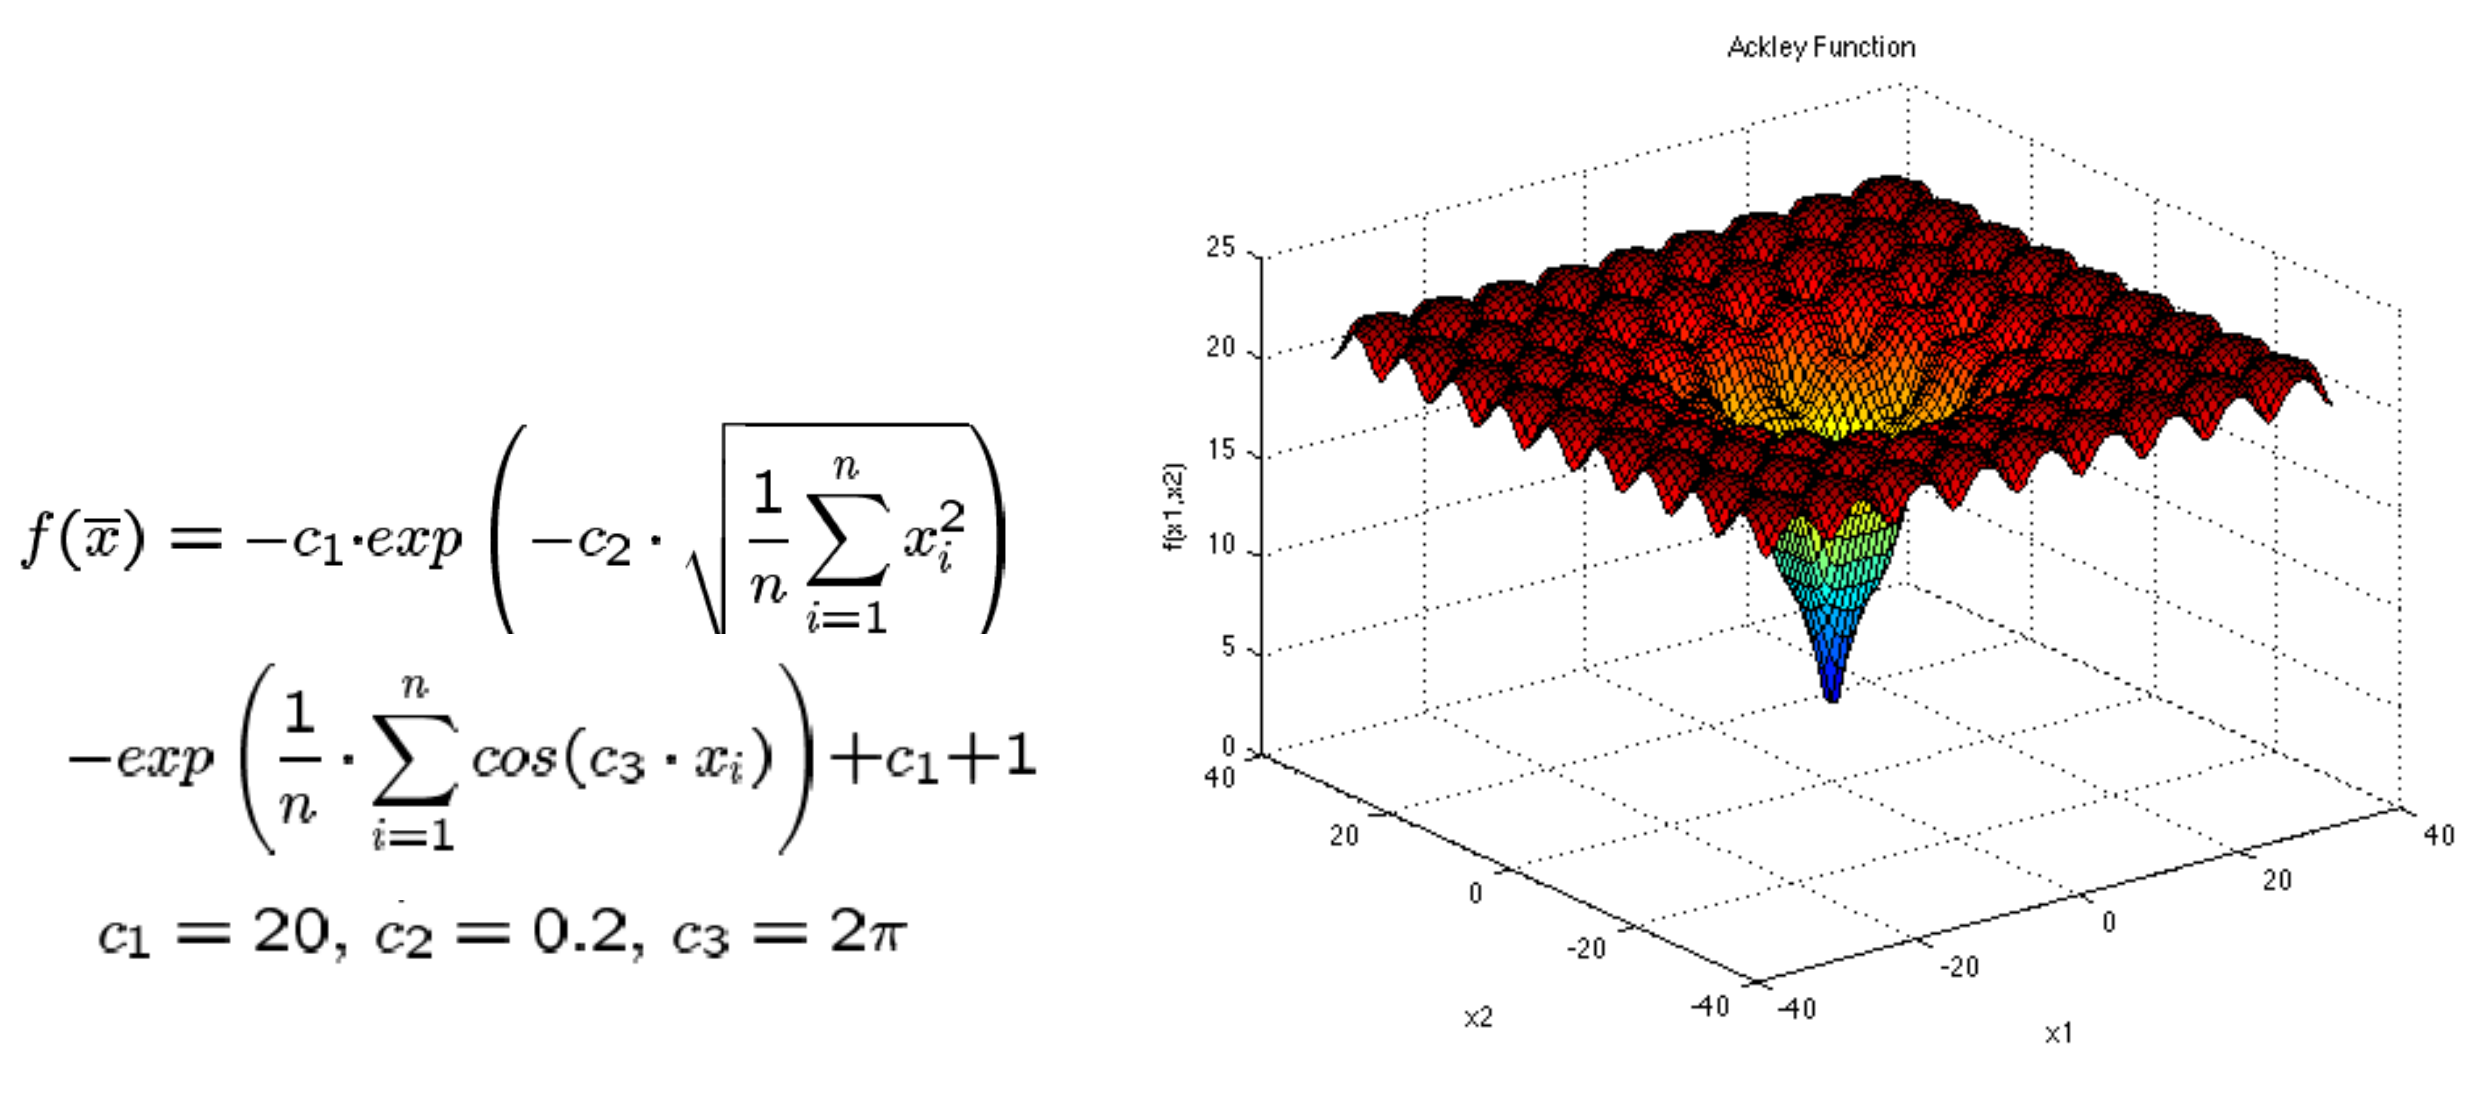 f(x̅) = −c₁·exp(−c₂·√(1/n ∑ᵢ₌₁ⁿ xᵢ²))
−exp(1/n · ∑ᵢ₌₁ⁿ cos(c₃ · xᵢ))+c₁+1
c₁ = 20, c₂ = 0.2, c₃ = 2π
Ackley Function
25
20
15
10
5
0
f(x1,x2)
40
20
0
-20
-40
x2
-40
-20
0
20
40
x1